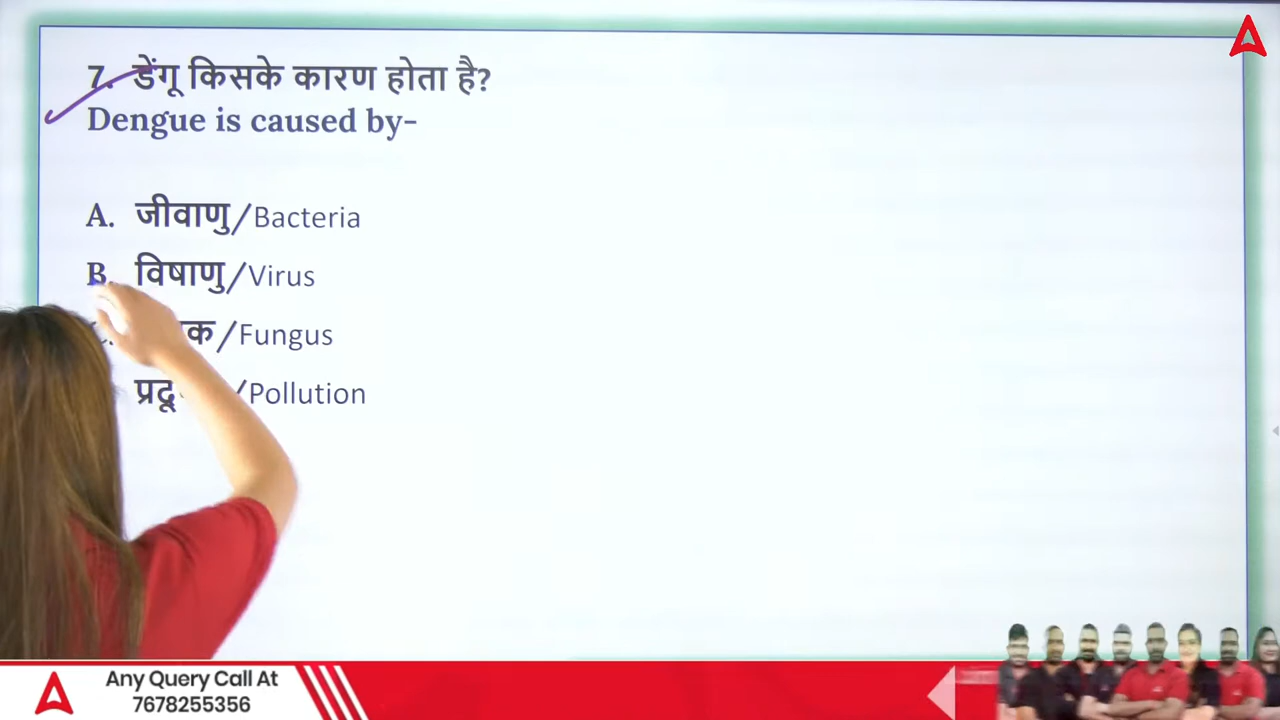 7. डेंगू किसके कारण होता है?
Dengue is caused by-
A. जीवाणु/Bacteria
B. विषाणु/Virus
/Fungus
/Pollution
Any Query Call At
7678255356